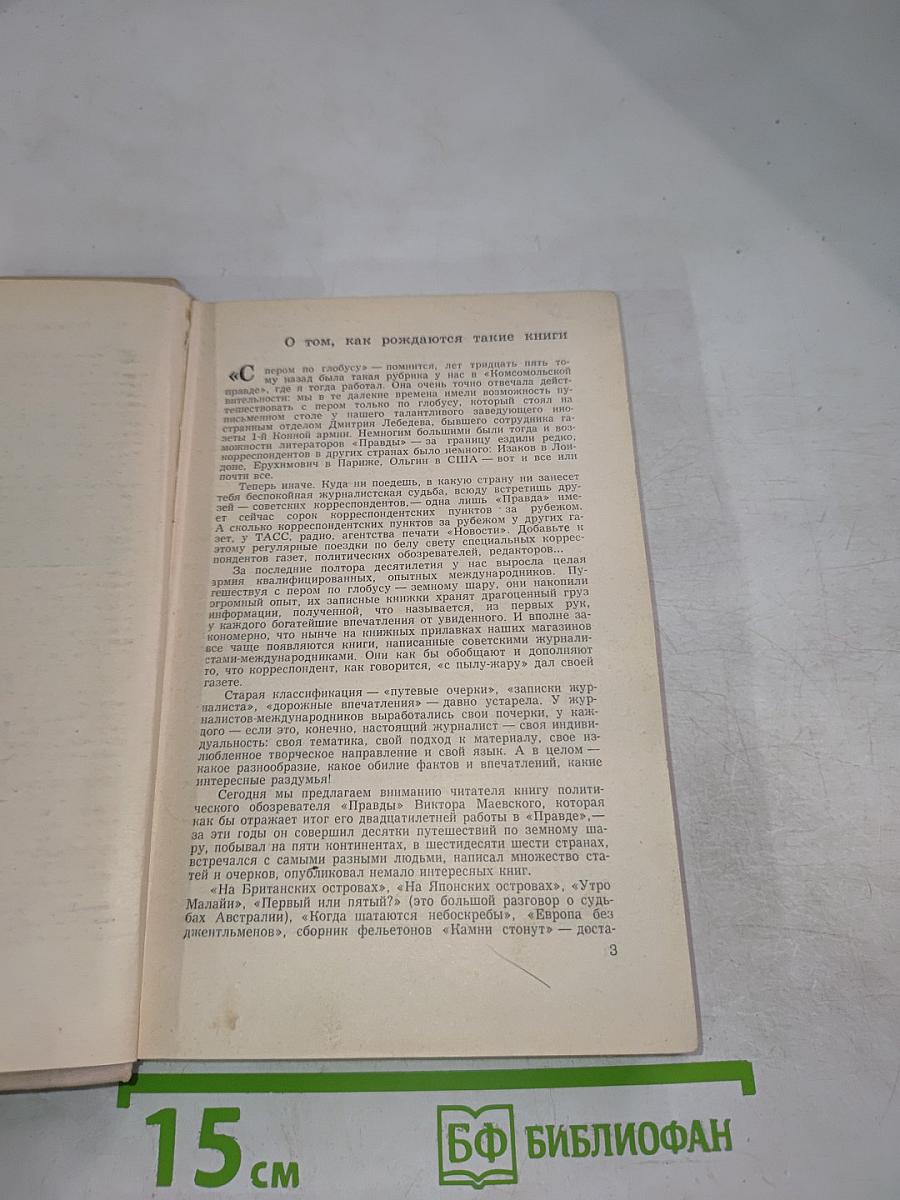 О том, как рождаются такие книги
«С пером по глобусу» — помнится, лет тридцать пять то-
му назад была такая рубрика у нас в «Комсомольской
правде», где я тогда работал. Она очень точно отвечала дейст-
вительности: мы в те далекие времена имели возможность пу-
тешествовать с пером только по глобусу, который стоял на
письменном столе у нашего талантливого заведующего ино-
странным отделом Дмитрия Лебедева, бывшего сотрудника га-
зеты 1-й Конной армии. Немногим большими были тогда и воз-
можности литераторов «Правды» — за границу ездили редко,
корреспондентов в других странах было немного: Изаков в Лон-
доне, Ерухимович в Париже, Ольгин в США — вот и все или
почти все.
Теперь иначе. Куда ни поедешь, в какую страну ни занесет
тебя беспокойная журналистская судьба, всюду встретишь дру-
зей — советских корреспондентов, — одна лишь «Правда» име-
ет сейчас сорок корреспондентских пунктов за рубежом.
А сколько корреспондентских пунктов за рубежом у других га-
зет, у ТАСС, радио, агентства печати «Новости». Добавьте к
этому регулярные поездки по белу свету специальных коррес-
пондентов газет, политических обозревателей, редакторов...
За последние полтора десятилетия у нас выросла целая
армия квалифицированных, опытных международников. Пу-
тешествуя с пером по глобусу — земному шару, они накопили
огромный опыт, их записные книжки хранят драгоценный груз
информации, полученной, что называется, из первых рук,
у каждого богатейшие впечатления от увиденного. И вполне за-
кономерно, что нынче на книжных прилавках наших магазинов
все чаще появляются книги, написанные советскими журнали-
стами-международниками. Они как бы обобщают и дополняют
то, что корреспондент, как говорится, «с пылу-жару» дал своей
газете.
Старая классификация — «путевые очерки», «записки жур-
налиста», «дорожные впечатления» — давно устарела. У жур-
налистов-международников выработались свои почерки, у каж-
дого — если это, конечно, настоящий журналист — своя индиви-
дуальность: своя тематика, свой подход к материалу, свое из-
любленное творческое направление и свой язык. А в целом —
какое разнообразие, какое обилие фактов и впечатлений, какие
интересные раздумья!
Сегодня мы предлагаем вниманию читателя книгу полити-
ческого обозревателя «Правды» Виктора Маевского, которая
как бы отражает итог его двадцатилетней работы в «Правде», —
за эти годы он совершил десятки путешествий по земному ша-
ру, побывал на пяти континентах, в шестидесяти шести странах,
встречался с самыми разными людьми, написал множество ста-
тей и очерков, опубликовал немало интересных книг.
«На Британских островах», «На Японских островах», «Утро
Малайи», «Первый или пятый?» (это большой разговор о судь-
бах Австралии), «Когда шатаются небоскребы», «Европа без
джентльменов», сборник фельетонов «Камни стонут» — доста-
3
15 см
БФ БИБЛИОФАН